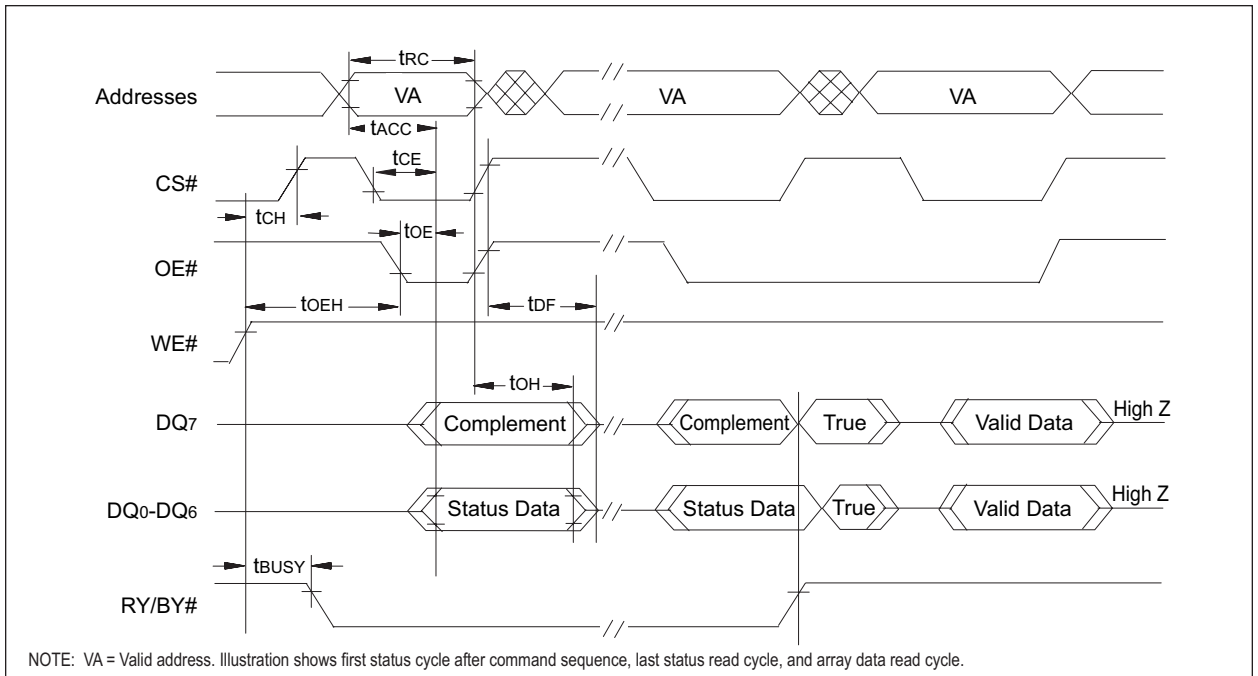 tRC
Addresses VA VA VA
tACC
tCE
CS#
tCH
tOE
OE#
tOEH tDF
WE#
tOH
DQ7 Complement Complement True Valid Data High Z
DQ0-DQ6 Status Data Status Data True Valid Data High Z
tBUSY
RY/BY#
NOTE: VA = Valid address. Illustration shows first status cycle after command sequence, last status read cycle, and array data read cycle.